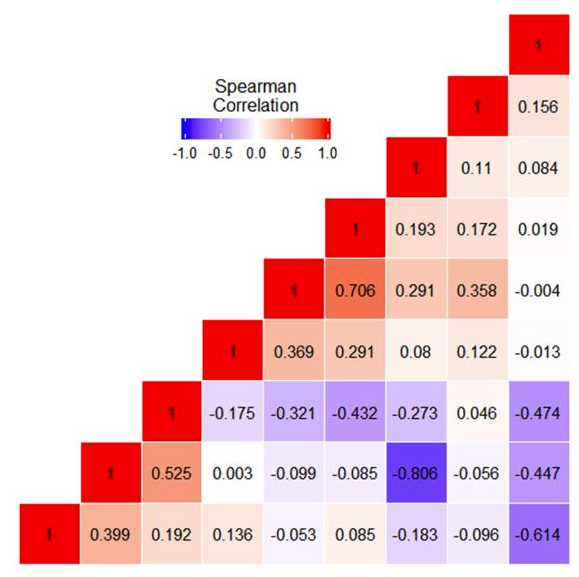 1
1 0.156
Spearman
Correlation
-1.0 -0.5 0.0 0.5 1.0
1 0.11 0.084
1 0.193 0.172 0.019
1 0.706 0.291 0.358 -0.004
1 0.369 0.291 0.08 0.122 -0.013
1 -0.175 -0.321 -0.432 -0.273 0.046 -0.474
1 0.525 0.003 -0.099 -0.085 -0.806 -0.056 -0.447
1 0.399 0.192 0.136 -0.053 0.085 -0.183 -0.096 -0.614